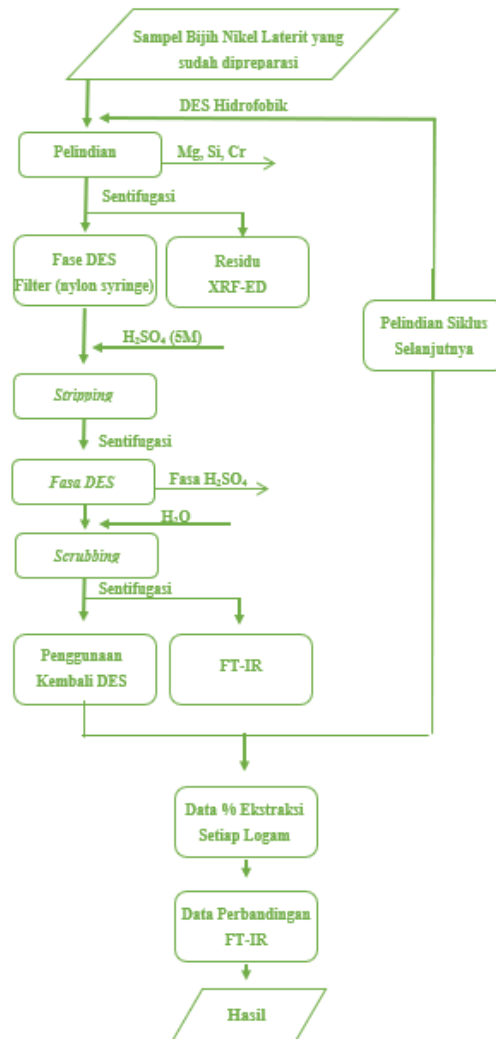 Sampel Bijih Nikel Laterit yang
sudah dipreparasi
DES Hidrofobik
Pelindian
Mg, Si, Cr
Sentifugasi
Fase DES
Filter (nylon syringe)
Residu
XRF-ED
Pelindian Siklus
Selanjutnya
H₂SO₄ (5M)
Stripping
Sentifugasi
Fasa DES
Fasa H₂SO₄
H₂O
Scrubbing
Sentifugasi
Penggunaan
Kembali DES
FT-IR
Data % Ekstraksi
Setiap Logam
Data Perbandingan
FT-IR
Hasil